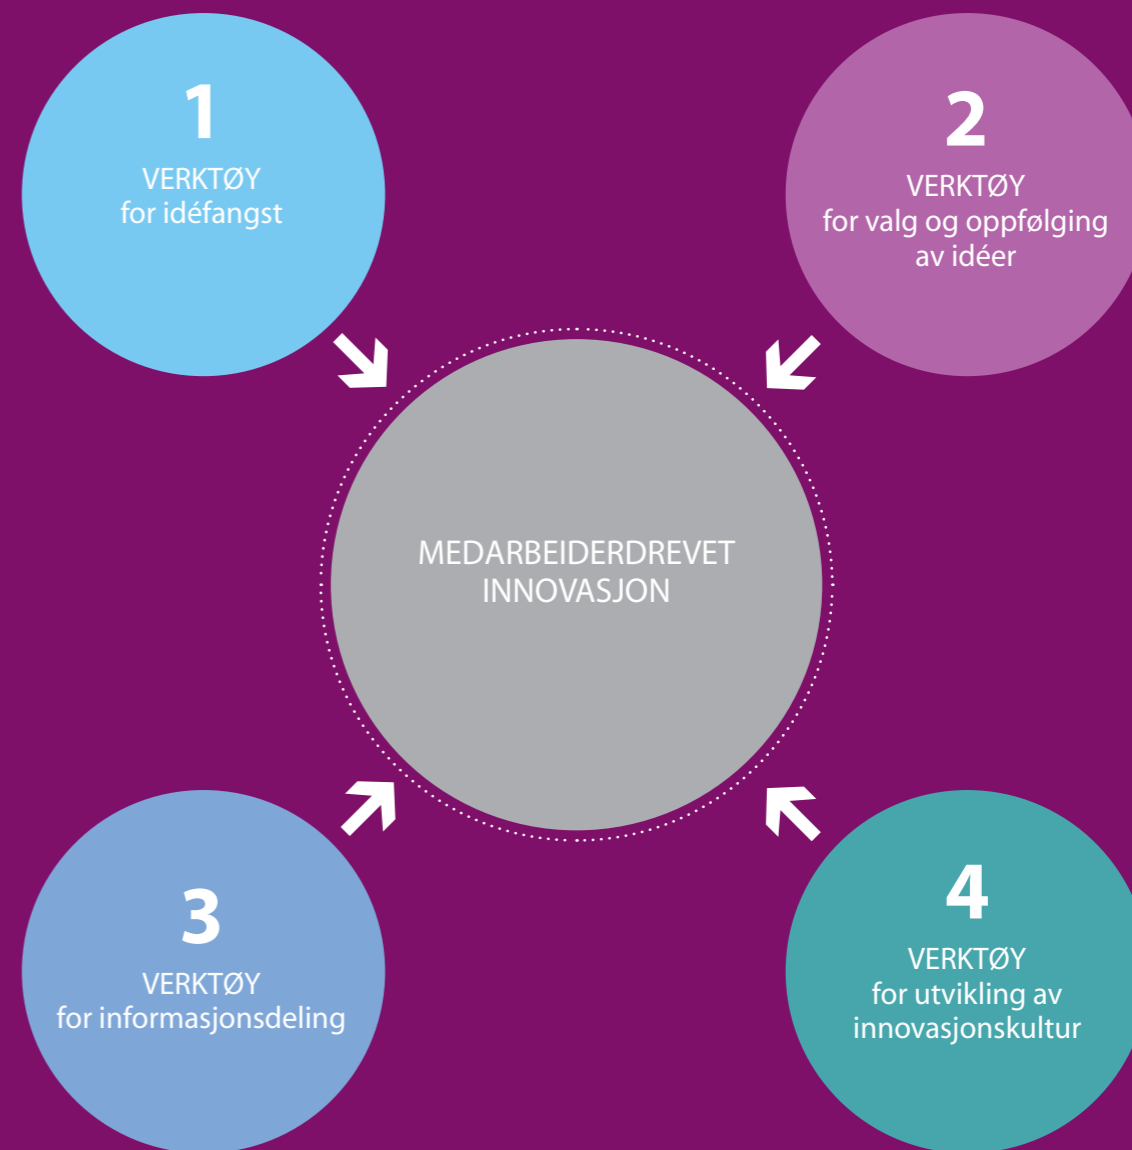 1
VERKTØY
for idéfangst
2
VERKTØY
for valg og oppfølging
av idéer
MEDARBEIDERDREVET
INNOVASJON
3
VERKTØY
for informasjonsdeling
4
VERKTØY
for utvikling av
innovasjonskultur